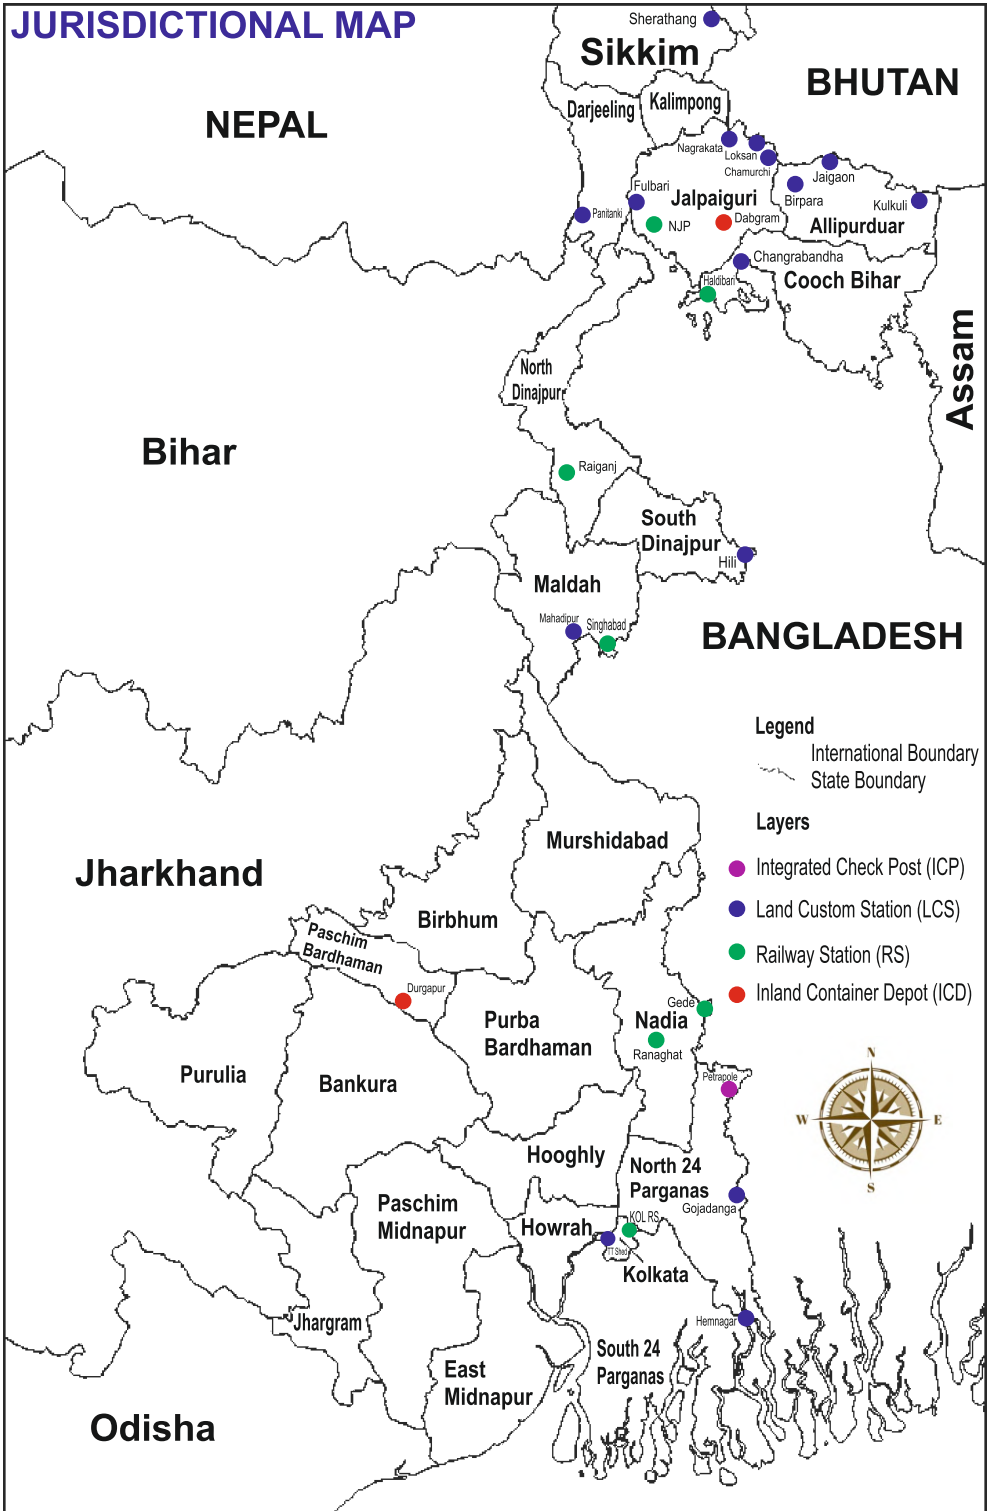 JURISDICTIONAL MAP
Sherathang
Sikkim
BHUTAN
NEPAL
Darjeeling
Kalimpong
Nagrakata
Loksan
Chamurchi
Jaigaon
Birpara
Kulkuli
Fulbari
Jalpaiguri
Panitanki
NJP
Dabgram
Allipurduar
Changrabandha
Haldibari
Cooch Bihar
Assam
North
Dinajpur
Bihar
Raiganj
South
Dinajpur
Hili
Maldah
Mahadipur
Singhabad
BANGLADESH
Legend
International Boundary
State Boundary
Layers
Integrated Check Post (ICP)
Land Custom Station (LCS)
Railway Station (RS)
Inland Container Depot (ICD)
Murshidabad
Jharkhand
Birbhum
Paschim
Bardhaman
Durgapur
Gede
Nadia
Ranaghat
Purba
Bardhaman
Purulia
Bankura
Petrapole
N
W
E
S
Hooghly
North 24
Parganas
Gojadanga
Paschim
Midnapur
Howrah
KOL RS
TT Shed
Kolkata
Hemnagar
Jhargram
South 24
Parganas
East
Midnapur
Odisha